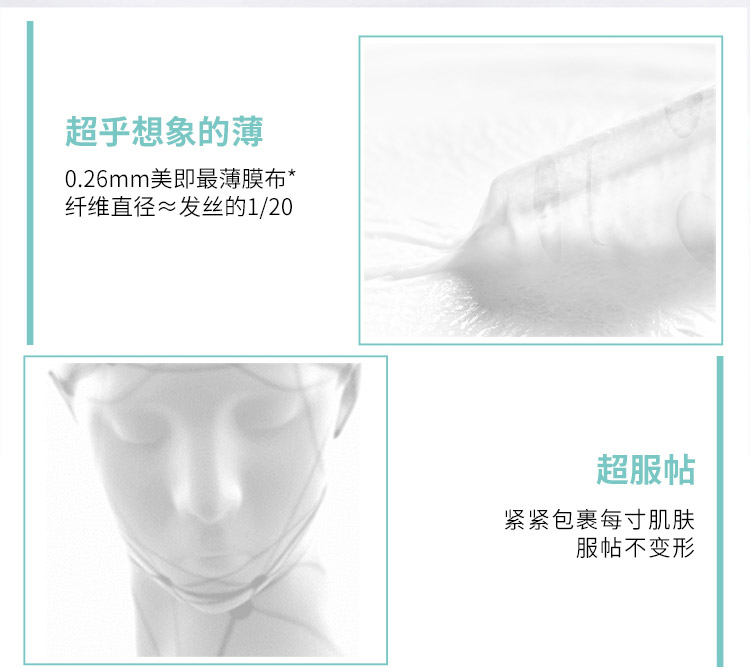 超乎想象的薄
0.26mm美即最薄膜布*
纤维直径≈发丝的1/20
超服帖
紧紧包裹每寸肌肤
服帖不变形